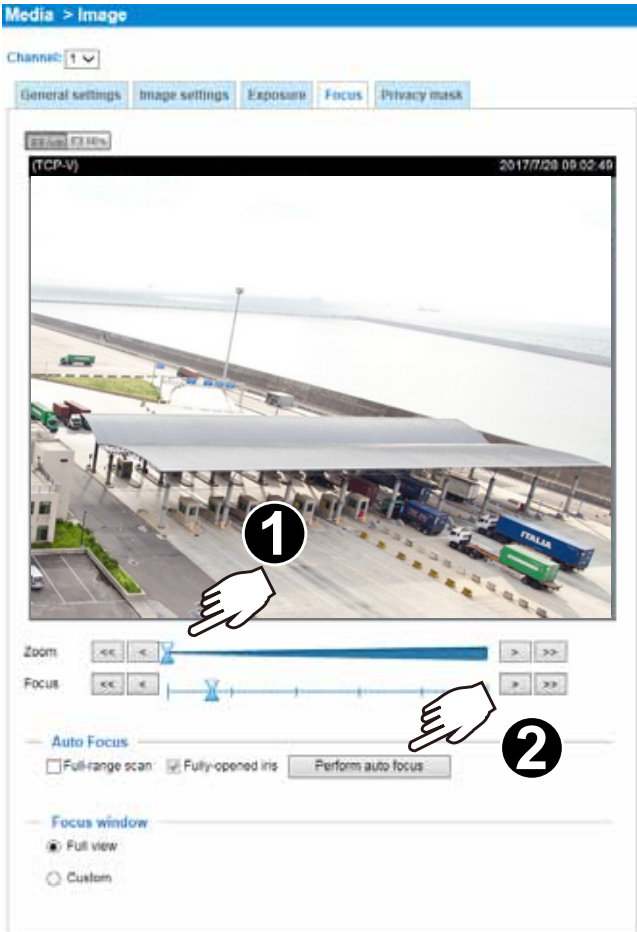 Media > Image
Channel: 1
General settings Image settings Exposure Focus Privacy mask
(TCP-V) 2017/7/28 09:02:49
ITALIA
1
Zoom << < > >>
Focus << < > >>
2
Auto Focus
Full-range scan Fully-opened iris Perform auto focus
Focus window
Full view
Custom